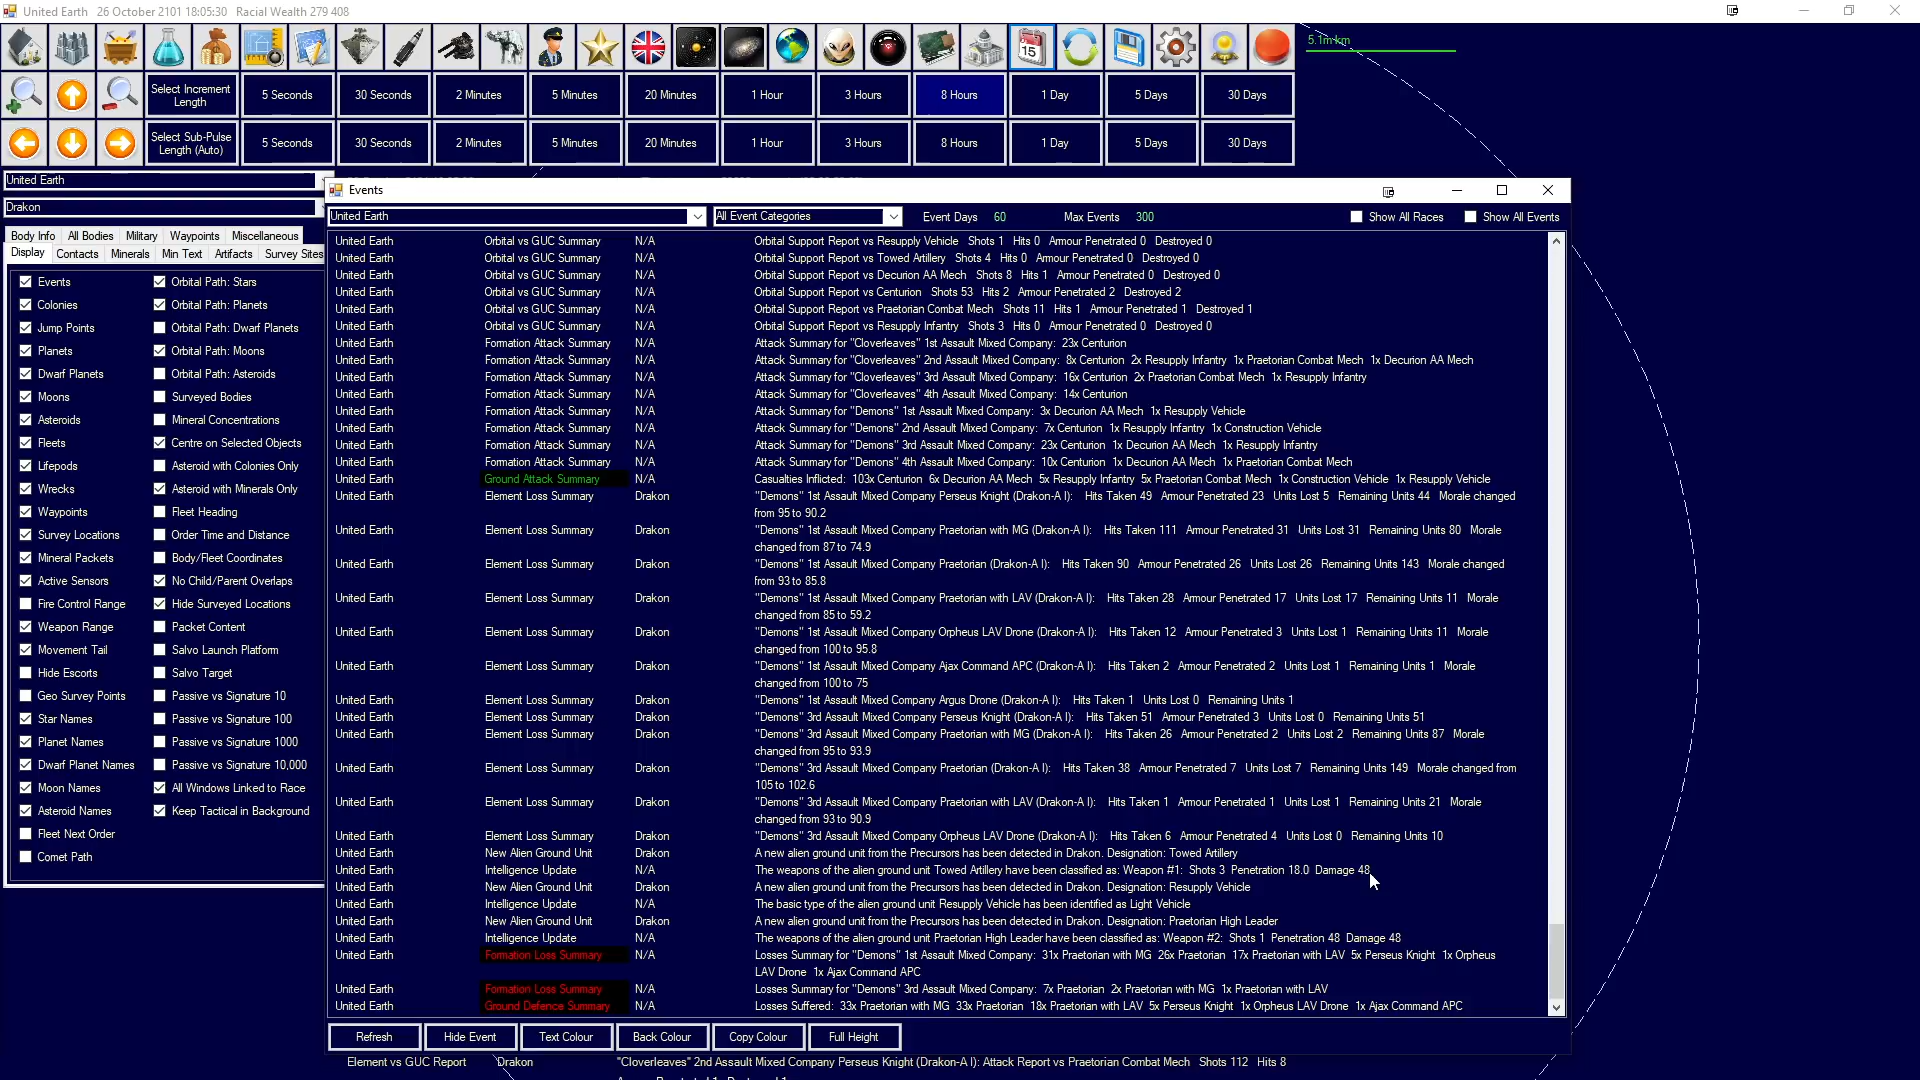 United Earth   26 October 2101 18:05:30   Racial Wealth 279 408
15
5.1m km
Select Increment Length
5 Seconds
30 Seconds
2 Minutes
5 Minutes
20 Minutes
1 Hour
3 Hours
8 Hours
1 Day
5 Days
30 Days
Select Sub-Pulse Length (Auto)
5 Seconds
30 Seconds
2 Minutes
5 Minutes
20 Minutes
1 Hour
3 Hours
8 Hours
1 Day
5 Days
30 Days
United Earth
Drakon
Body Info All Bodies Military Waypoints Miscellaneous
Display Contacts Minerals Min Text Artifacts Survey Sites
Events Orbital Path: Stars
Colonies Orbital Path: Planets
Jump Points Orbital Path: Dwarf Planets
Planets Orbital Path: Moons
Dwarf Planets Orbital Path: Asteroids
Moons Surveyed Bodies
Asteroids Mineral Concentrations
Fleets Centre on Selected Objects
Lifepods Asteroid with Colonies Only
Wrecks Asteroid with Minerals Only
Waypoints Fleet Heading
Survey Locations Order Time and Distance
Mineral Packets Body/Fleet Coordinates
Active Sensors No Child/Parent Overlaps
Fire Control Range Hide Surveyed Locations
Weapon Range Packet Content
Movement Tail Salvo Launch Platform
Hide Escorts Salvo Target
Geo Survey Points Passive vs Signature 10
Star Names Passive vs Signature 100
Planet Names Passive vs Signature 1000
Dwarf Planet Names Passive vs Signature 10,000
Moon Names All Windows Linked to Race
Asteroid Names Keep Tactical in Background
Fleet Next Order
Comet Path
Events
United Earth All Event Categories Event Days 60 Max Events 300 Show All Races Show All Events
United Earth Orbital vs GUC Summary N/A Orbital Support Report vs Resupply Vehicle Shots 1 Hits 0 Armour Penetrated 0 Destroyed 0
United Earth Orbital vs GUC Summary N/A Orbital Support Report vs Towed Artillery Shots 4 Hits 0 Armour Penetrated 0 Destroyed 0
United Earth Orbital vs GUC Summary N/A Orbital Support Report vs Decurion AA Mech Shots 8 Hits 1 Armour Penetrated 0 Destroyed 0
United Earth Orbital vs GUC Summary N/A Orbital Support Report vs Centurion Shots 53 Hits 2 Armour Penetrated 2 Destroyed 2
United Earth Orbital vs GUC Summary N/A Orbital Support Report vs Praetorian Combat Mech Shots 11 Hits 1 Armour Penetrated 1 Destroyed 1
United Earth Orbital vs GUC Summary N/A Orbital Support Report vs Resupply Infantry Shots 3 Hits 0 Armour Penetrated 0 Destroyed 0
United Earth Formation Attack Summary N/A Attack Summary for "Cloverleaves" 1st Assault Mixed Company: 23x Centurion
United Earth Formation Attack Summary N/A Attack Summary for "Cloverleaves" 2nd Assault Mixed Company: 8x Centurion 2x Resupply Infantry 1x Praetorian Combat Mech 1x Decurion AA Mech
United Earth Formation Attack Summary N/A Attack Summary for "Cloverleaves" 3rd Assault Mixed Company: 16x Centurion 2x Praetorian Combat Mech 1x Resupply Infantry
United Earth Formation Attack Summary N/A Attack Summary for "Cloverleaves" 4th Assault Mixed Company: 14x Centurion
United Earth Formation Attack Summary N/A Attack Summary for "Demons" 1st Assault Mixed Company: 3x Decurion AA Mech 1x Resupply Vehicle
United Earth Formation Attack Summary N/A Attack Summary for "Demons" 2nd Assault Mixed Company: 7x Centurion 1x Resupply Infantry 1x Construction Vehicle
United Earth Formation Attack Summary N/A Attack Summary for "Demons" 3rd Assault Mixed Company: 23x Centurion 1x Decurion AA Mech 1x Resupply Infantry
United Earth Formation Attack Summary N/A Attack Summary for "Demons" 4th Assault Mixed Company: 10x Centurion 1x Decurion AA Mech 1x Praetorian Combat Mech
United Earth Ground Attack Summary N/A Casualties Inflicted: 103x Centurion 6x Decurion AA Mech 5x Resupply Infantry 5x Praetorian Combat Mech 1x Construction Vehicle 1x Resupply Vehicle
United Earth Element Loss Summary Drakon "Demons" 1st Assault Mixed Company Perseus Knight (Drakon-A I): Hits Taken 49 Armour Penetrated 23 Units Lost 5 Remaining Units 44 Morale changed
from 95 to 90.2
United Earth Element Loss Summary Drakon "Demons" 1st Assault Mixed Company Praetorian with MG (Drakon-A I): Hits Taken 111 Armour Penetrated 31 Units Lost 31 Remaining Units 80 Morale
changed from 87 to 74.9
United Earth Element Loss Summary Drakon "Demons" 1st Assault Mixed Company Praetorian (Drakon-A I): Hits Taken 90 Armour Penetrated 26 Units Lost 26 Remaining Units 143 Morale changed
from 93 to 85.8
United Earth Element Loss Summary Drakon "Demons" 1st Assault Mixed Company Praetorian with LAV (Drakon-A I): Hits Taken 28 Armour Penetrated 17 Units Lost 17 Remaining Units 11 Morale
changed from 85 to 59.2
United Earth Element Loss Summary Drakon "Demons" 1st Assault Mixed Company Orpheus LAV Drone (Drakon-A I): Hits Taken 12 Armour Penetrated 3 Units Lost 1 Remaining Units 11 Morale
changed from 100 to 95.8
United Earth Element Loss Summary Drakon "Demons" 1st Assault Mixed Company Ajax Command APC (Drakon-A I): Hits Taken 2 Armour Penetrated 2 Units Lost 1 Remaining Units 1 Morale
changed from 100 to 75
United Earth Element Loss Summary Drakon "Demons" 1st Assault Mixed Company Argus Drone (Drakon-A I): Hits Taken 1 Units Lost 0 Remaining Units 1
United Earth Element Loss Summary Drakon "Demons" 3rd Assault Mixed Company Perseus Knight (Drakon-A I): Hits Taken 51 Armour Penetrated 3 Units Lost 0 Remaining Units 51
United Earth Element Loss Summary Drakon "Demons" 3rd Assault Mixed Company Praetorian with MG (Drakon-A I): Hits Taken 26 Armour Penetrated 2 Units Lost 2 Remaining Units 87 Morale
changed from 95 to 93.9
United Earth Element Loss Summary Drakon "Demons" 3rd Assault Mixed Company Praetorian (Drakon-A I): Hits Taken 38 Armour Penetrated 7 Units Lost 7 Remaining Units 149 Morale changed from
105 to 102.6
United Earth Element Loss Summary Drakon "Demons" 3rd Assault Mixed Company Praetorian with LAV (Drakon-A I): Hits Taken 1 Armour Penetrated 1 Units Lost 1 Remaining Units 21 Morale
changed from 93 to 90.9
United Earth Element Loss Summary Drakon "Demons" 3rd Assault Mixed Company Orpheus LAV Drone (Drakon-A I): Hits Taken 6 Armour Penetrated 4 Units Lost 0 Remaining Units 10
United Earth New Alien Ground Unit Drakon A new alien ground unit from the Precursors has been detected in Drakon. Designation: Towed Artillery
United Earth Intelligence Update N/A The weapons of the alien ground unit Towed Artillery have been classified as: Weapon #1: Shots 3 Penetration 18.0 Damage 48
United Earth New Alien Ground Unit Drakon A new alien ground unit from the Precursors has been detected in Drakon. Designation: Resupply Vehicle
United Earth Intelligence Update N/A The basic type of the alien ground unit Resupply Vehicle has been identified as Light Vehicle
United Earth New Alien Ground Unit Drakon A new alien ground unit from the Precursors has been detected in Drakon. Designation: Praetorian High Leader
United Earth Intelligence Update N/A The weapons of the alien ground unit Praetorian High Leader have been classified as: Weapon #2: Shots 1 Penetration 48 Damage 48
United Earth Formation Loss Summary N/A Losses Summary for "Demons" 1st Assault Mixed Company: 31x Praetorian with MG 26x Praetorian 17x Praetorian with LAV 5x Perseus Knight 1x Orpheus
LAV Drone 1x Ajax Command APC
United Earth Formation Loss Summary N/A Losses Summary for "Demons" 3rd Assault Mixed Company: 7x Praetorian 2x Praetorian with MG 1x Praetorian with LAV
United Earth Ground Defence Summary N/A Losses Suffered: 33x Praetorian with MG 33x Praetorian 18x Praetorian with LAV 5x Perseus Knight 1x Orpheus LAV Drone 1x Ajax Command APC
Refresh Hide Event Text Colour Back Colour Copy Colour Full Height
Element vs GUC Report Drakon "Cloverleaves" 2nd Assault Mixed Company Perseus Knight (Drakon-A I): Attack Report vs Praetorian Combat Mech Shots 112 Hits 8